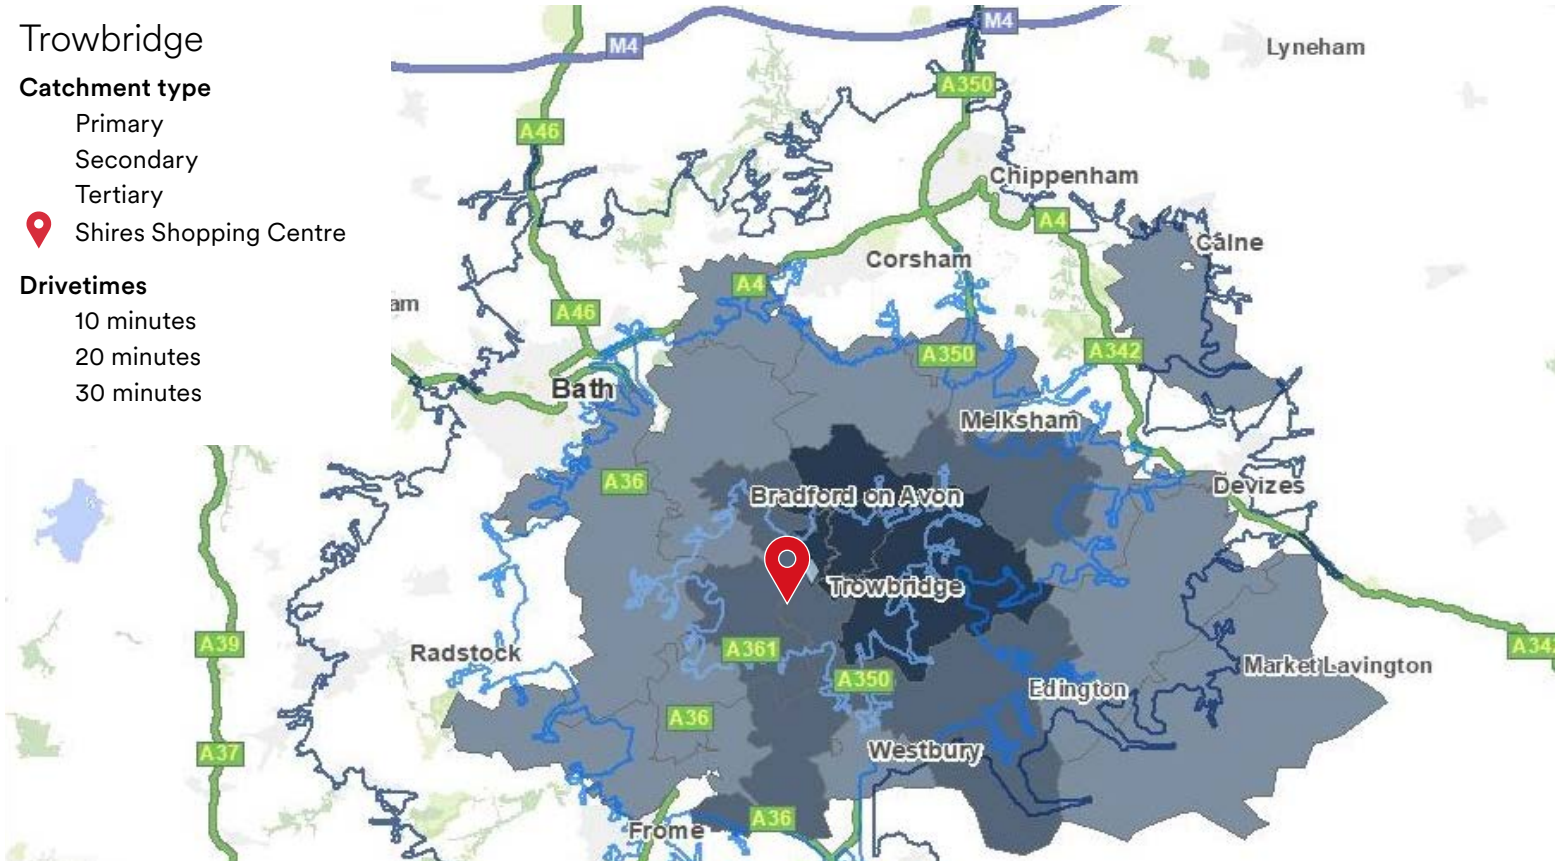 Trowbridge
Catchment type
Primary
Secondary
Tertiary
Shires Shopping Centre
Drivetimes
10 minutes
20 minutes
30 minutes
M4
M4
Lyneham
A350
A46
Chippenham
A4
Calne
Corsham
A4
am
A46
A350
A342
Bath
Melksham
A36
Bradford on Avon
Devizes
Trowbridge
A39
A361
Radstock
A342
Market Lavington
A350
Edington
A36
A37
Westbury
A36
Frome